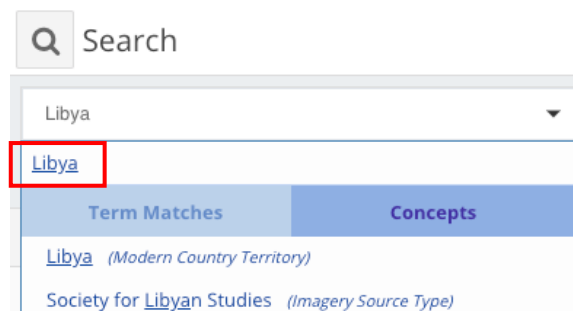 Search
Libya
Libya
Term Matches Concepts
Libya (Modern Country Territory)
Society for Libyan Studies (Imagery Source Type)